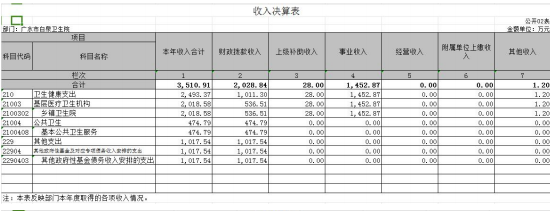 收入决算表
公开02表
部门：广水市白泉卫生院 金额单位：万元
项目 本年收入合计 财政拨款收入 上级补助收入 事业收入 经营收入 附属单位上缴收入 其他收入
科目代码 科目名称
栏次 1 2 3 4 5 6 7
合计 3,510.91 2,028.84 28.00 1,452.87 0.00 0.00 1.20
210 卫生健康支出 2,493.37 1,011.30 28.00 1,452.87 0.00 0.00 1.20
21003 基层医疗卫生机构 2,018.58 536.51 28.00 1,452.87 0.00 0.00 1.20
2100302 乡镇卫生院 2,018.58 536.51 28.00 1,452.87 0.00 0.00 1.20
21004 公共卫生 474.79 474.79 0.00 0.00 0.00 0.00 0.00
2100408 基本公共卫生服务 474.79 474.79 0.00 0.00 0.00 0.00 0.00
229 其他支出 1,017.54 1,017.54 0.00 0.00 0.00 0.00 0.00
22904 其他政府性基金及对应专项债务收入安排的支出 1,017.54 1,017.54 0.00 0.00 0.00 0.00 0.00
2290403 其他政府性基金债务收入安排的支出 1,017.54 1,017.54 0.00 0.00 0.00 0.00 0.00
注：本表反映部门本年度取得的各项收入情况。